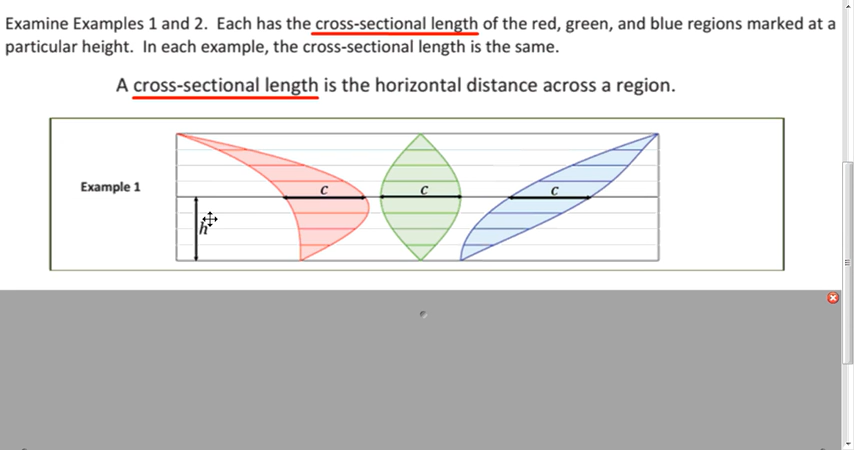 Examine Examples 1 and 2.  Each has the cross-sectional length of the red, green, and blue regions marked at a
particular height.  In each example, the cross-sectional length is the same.
A cross-sectional length is the horizontal distance across a region.
Example 1
c
c
c
h